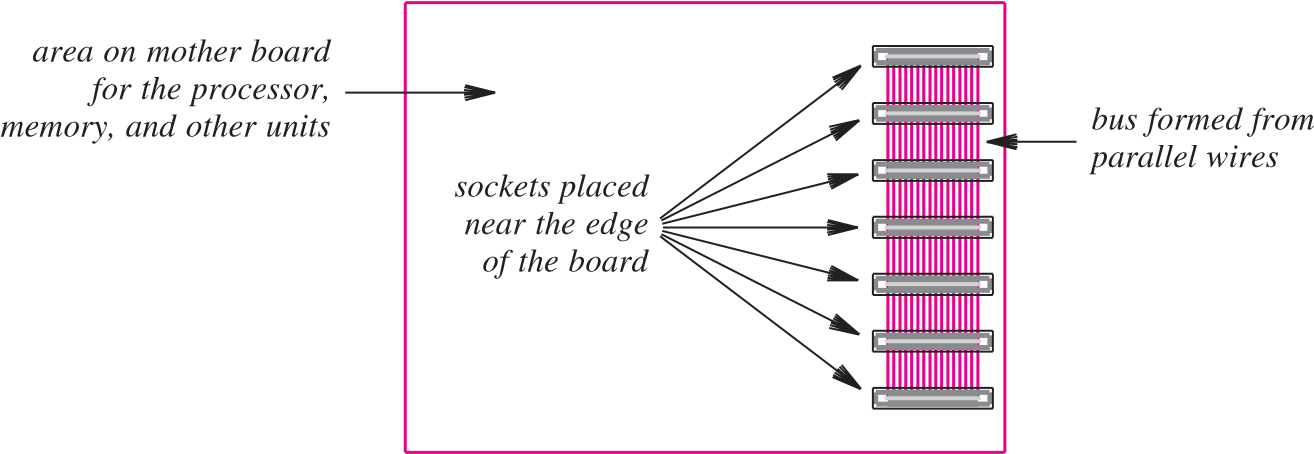 area on mother board
for the processor,
memory, and other units
sockets placed
near the edge
of the board
bus formed from
parallel wires